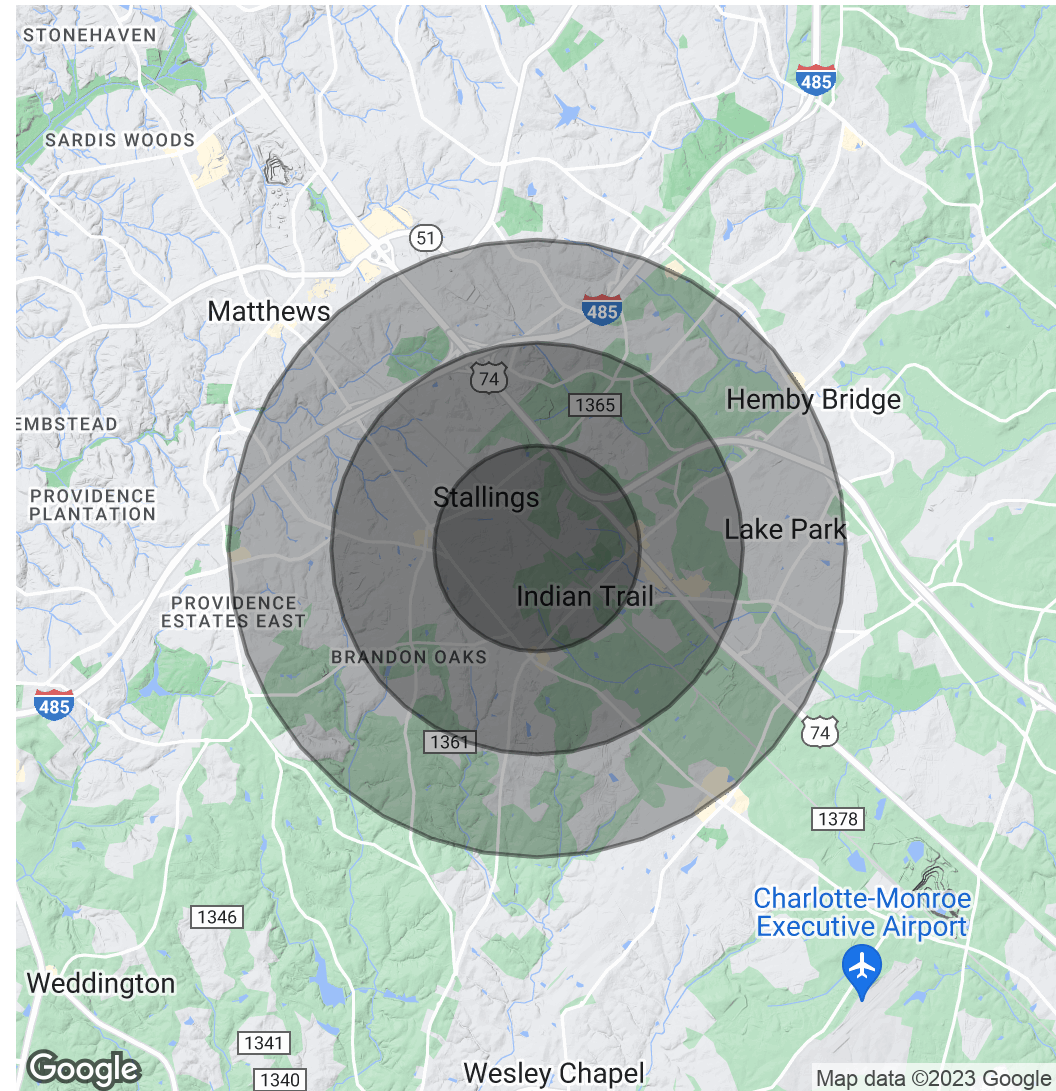 STONEHAVEN
485
SARDIS WOODS
51
Matthews
485
74
1365
Hemby Bridge
EMBSTEAD
PROVIDENCE
PLANTATION
Stallings
Lake Park
Indian Trail
PROVIDENCE
ESTATES EAST
BRANDON OAKS
485
74
1361
1378
Charlotte-Monroe
Executive Airport
1346
Weddington
1341
Google
1340
Wesley Chapel
Map data ©2023 Google